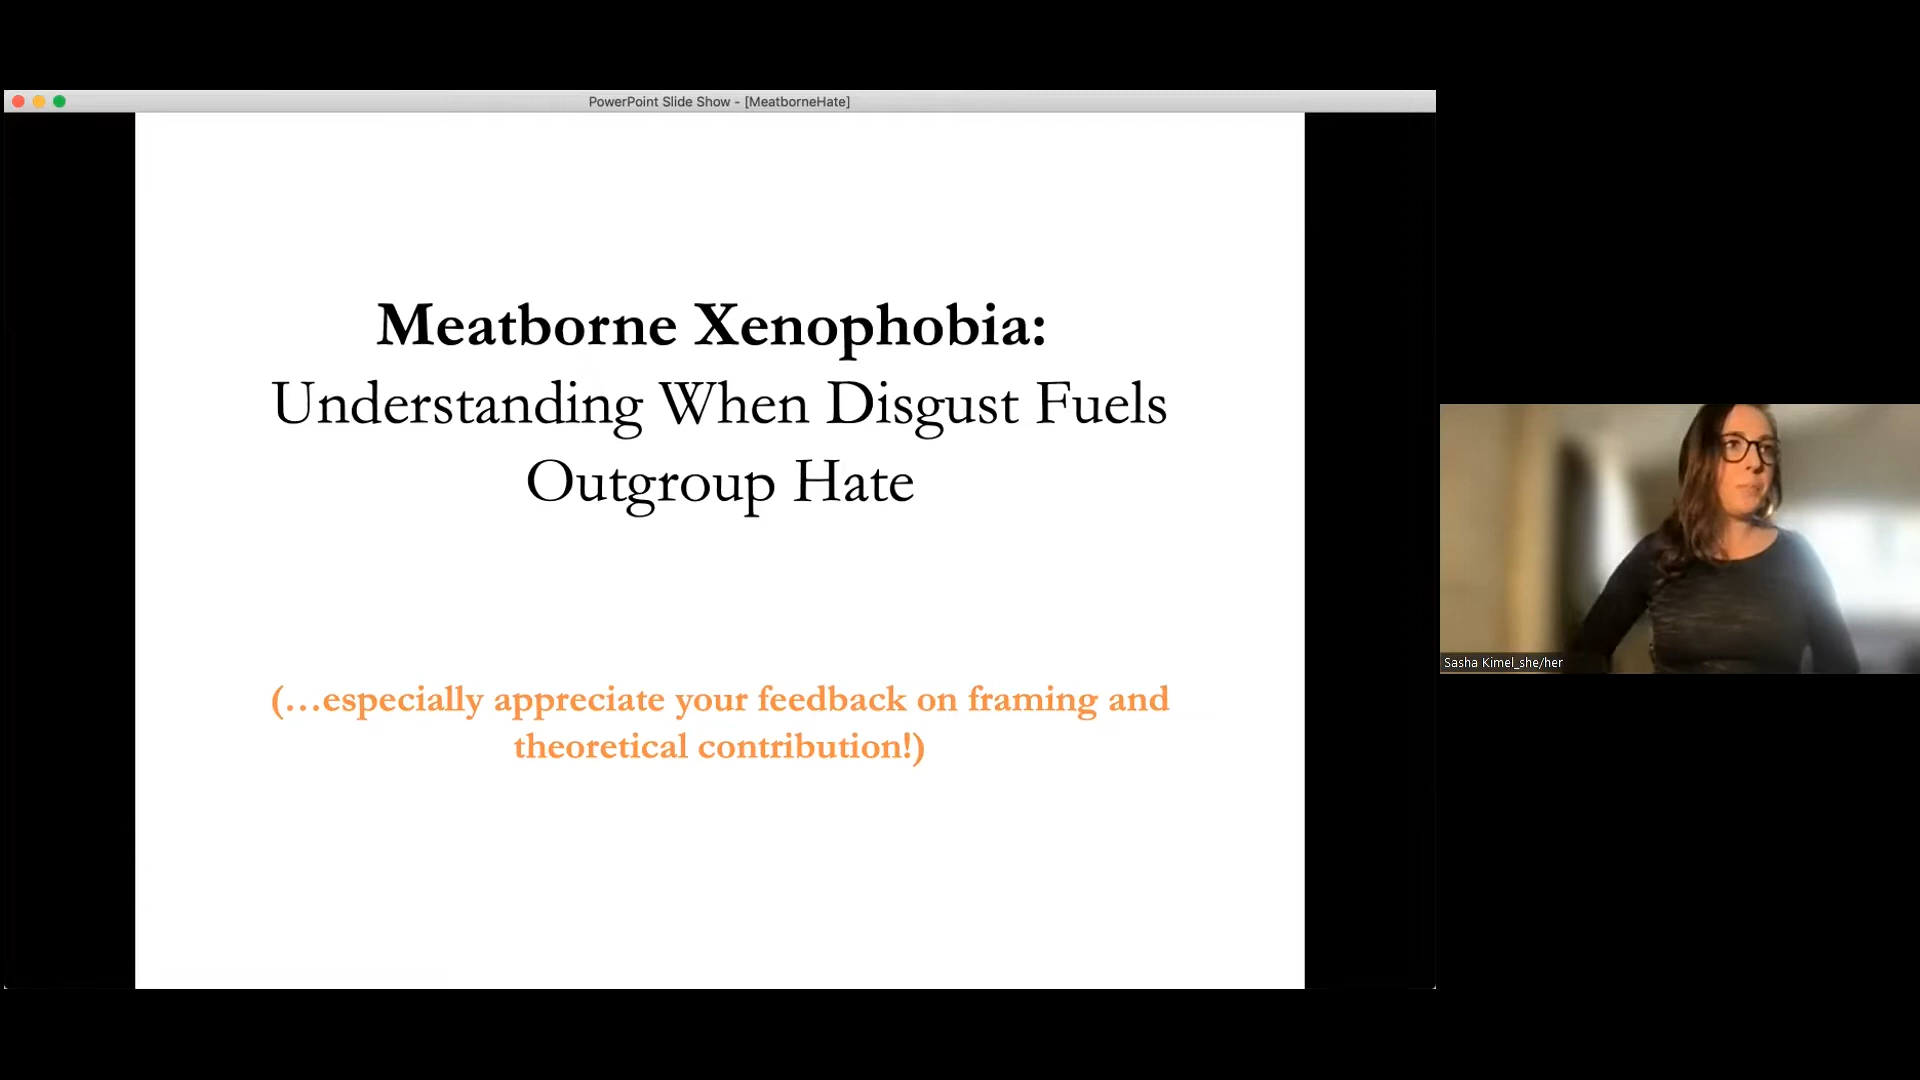 PowerPoint Slide Show - [MeatborneHate]
Meatborne Xenophobia:
Understanding When Disgust Fuels
Outgroup Hate
(…especially appreciate your feedback on framing and
theoretical contribution!)
Sasha Kimel_she/her